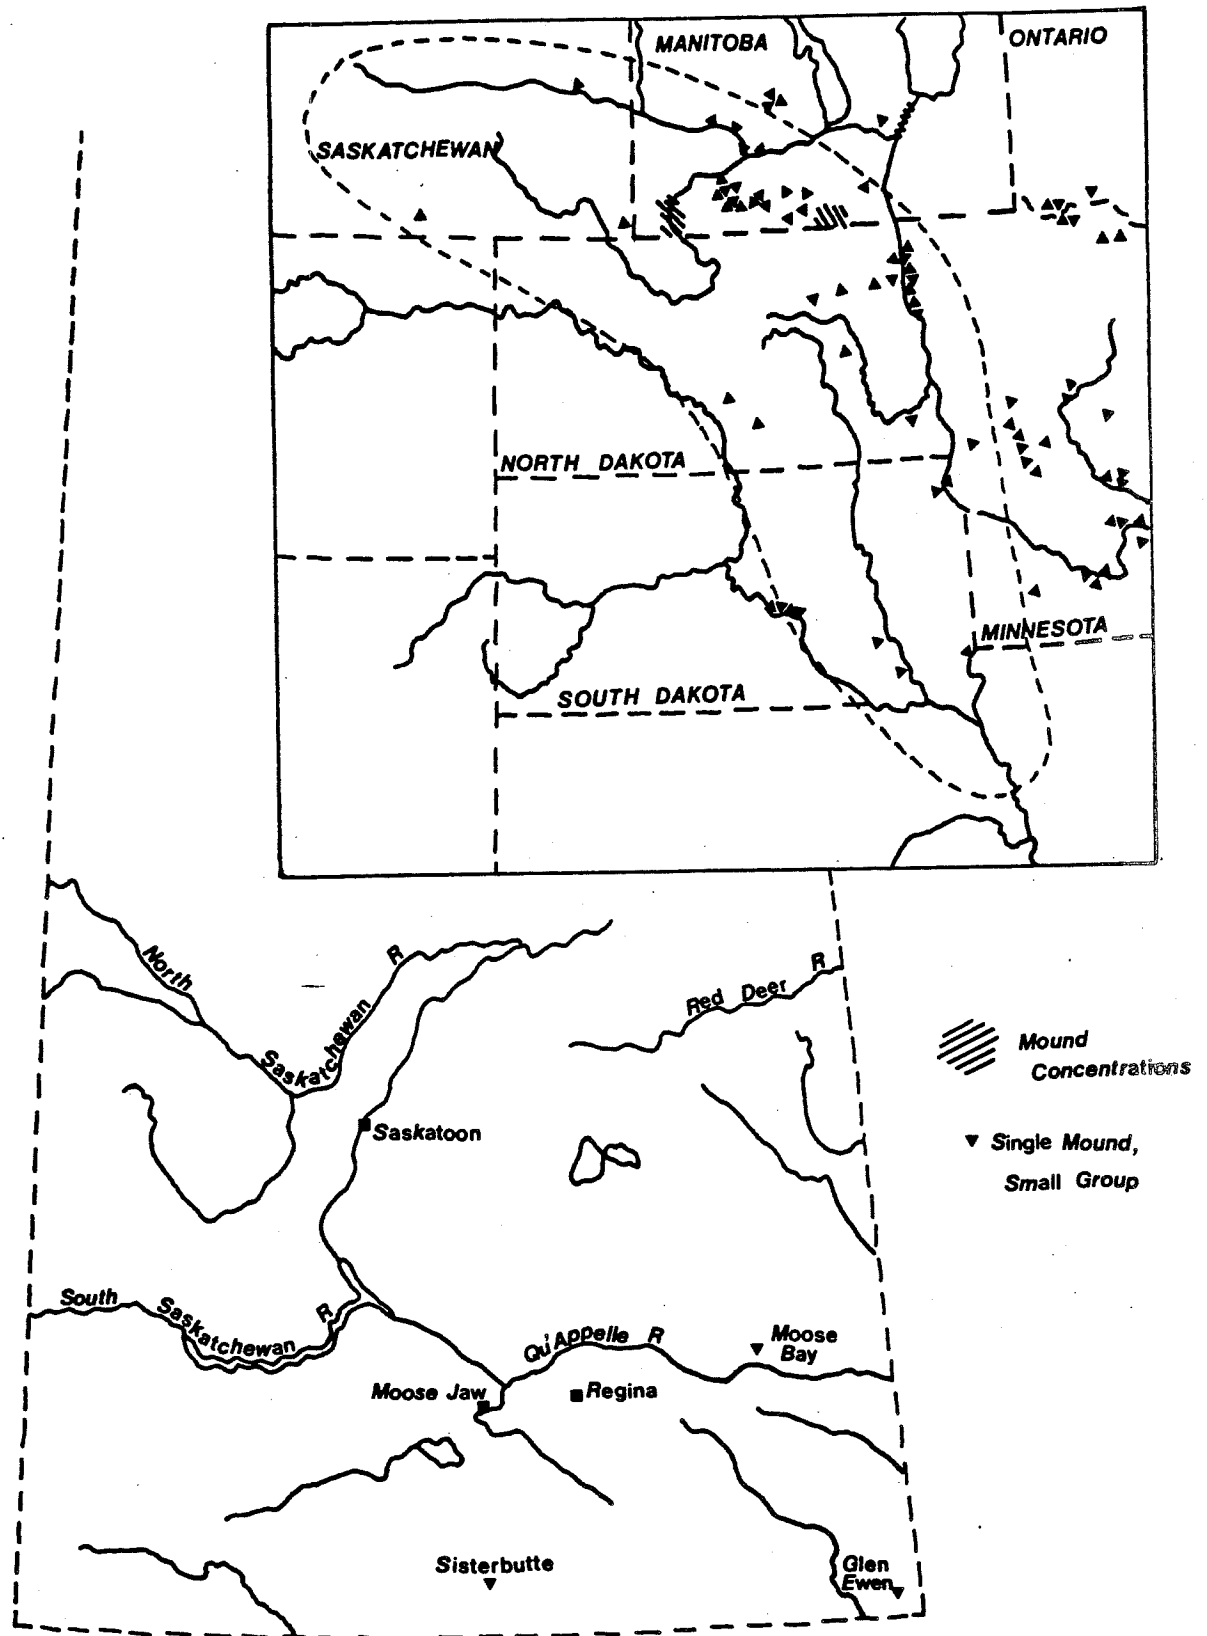 MANITOBA
ONTARIO
SASKATCHEWAN
NORTH DAKOTA
MINNESOTA
SOUTH DAKOTA
North
Saskatchewan
R
Red Deer R
Mound
Concentrations
Saskatoon
Single Mound,
Small Group
South
Saskatchewan
R
Qu'Appelle R
Moose
Bay
Moose Jaw
Regina
Sisterbutte
Glen
Ewen